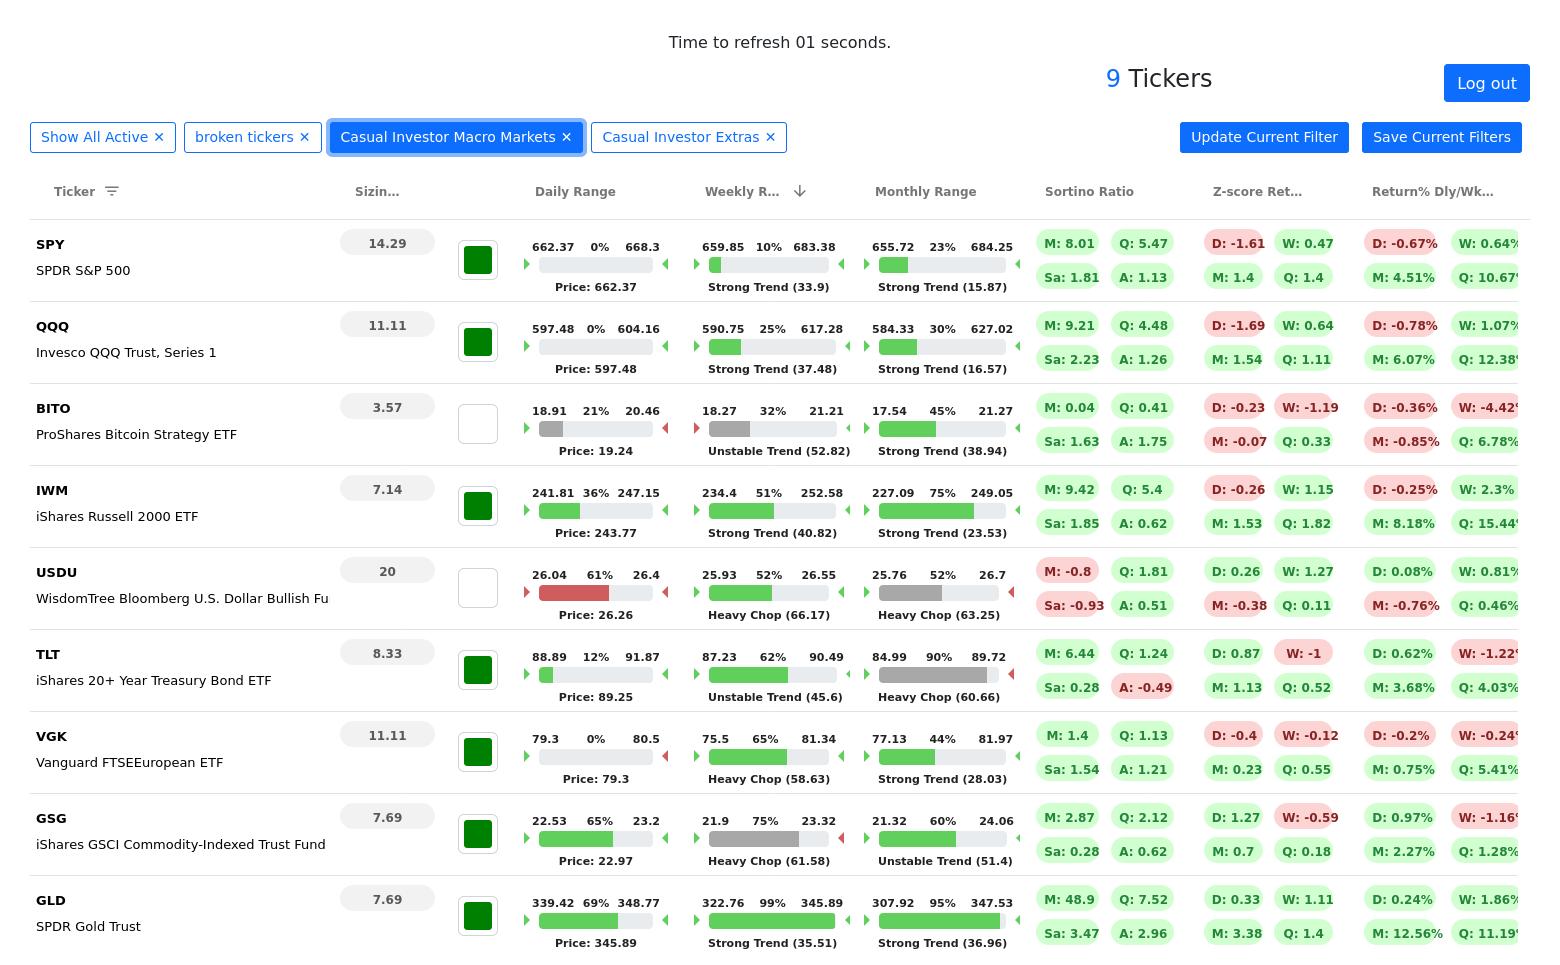 Time to refresh 01 seconds.
9 Tickers
Log out
Show All Active ✕ broken tickers ✕ Casual Investor Macro Markets ✕ Casual Investor Extras ✕ Update Current Filter Save Current Filters
Ticker Sizin... Daily Range Weekly R... Monthly Range Sortino Ratio Z-score Ret... Return% Dly/Wk...
SPY 14.29 662.37 0% 668.3 659.85 10% 683.38 655.72 23% 684.25 M: 8.01 Q: 5.47 D: -1.61 W: 0.47 D: -0.67% W: 0.64%
SPDR S&P 500 Price: 662.37 Strong Trend (33.9) Strong Trend (15.87) Sa: 1.81 A: 1.13 M: 1.4 Q: 1.4 M: 4.51% Q: 10.67%
QQQ 11.11 597.48 0% 604.16 590.75 25% 617.28 584.33 30% 627.02 M: 9.21 Q: 4.48 D: -1.69 W: 0.64 D: -0.78% W: 1.07%
Invesco QQQ Trust, Series 1 Price: 597.48 Strong Trend (37.48) Strong Trend (16.57) Sa: 2.23 A: 1.26 M: 1.54 Q: 1.11 M: 6.07% Q: 12.38%
BITO 3.57 18.91 21% 20.46 18.27 32% 21.21 17.54 45% 21.27 M: 0.04 Q: 0.41 D: -0.23 W: -1.19 D: -0.36% W: -4.42%
ProShares Bitcoin Strategy ETF Price: 19.24 Unstable Trend (52.82) Strong Trend (38.94) Sa: 1.63 A: 1.75 M: -0.07 Q: 0.33 M: -0.85% Q: 6.78%
IWM 7.14 241.81 36% 247.15 234.4 51% 252.58 227.09 75% 249.05 M: 9.42 Q: 5.4 D: -0.26 W: 1.15 D: -0.25% W: 2.3%
iShares Russell 2000 ETF Price: 243.77 Strong Trend (40.82) Strong Trend (23.53) Sa: 1.85 A: 0.62 M: 1.53 Q: 1.82 M: 8.18% Q: 15.44%
USDU 20 26.04 61% 26.4 25.93 52% 26.55 25.76 52% 26.7 M: -0.8 Q: 1.81 D: 0.26 W: 1.27 D: 0.08% W: 0.81%
WisdomTree Bloomberg U.S. Dollar Bullish Fu Price: 26.26 Heavy Chop (66.17) Heavy Chop (63.25) Sa: -0.93 A: 0.51 M: -0.38 Q: 0.11 M: -0.76% Q: 0.46%
TLT 8.33 88.89 12% 91.87 87.23 62% 90.49 84.99 90% 89.72 M: 6.44 Q: 1.24 D: 0.87 W: -1 D: 0.62% W: -1.22%
iShares 20+ Year Treasury Bond ETF Price: 89.25 Unstable Trend (45.6) Heavy Chop (60.66) Sa: 0.28 A: -0.49 M: 1.13 Q: 0.52 M: 3.68% Q: 4.03%
VGK 11.11 79.3 0% 80.5 75.5 65% 81.34 77.13 44% 81.97 M: 1.4 Q: 1.13 D: -0.4 W: -0.12 D: -0.2% W: -0.24%
Vanguard FTSEEuropean ETF Price: 79.3 Heavy Chop (58.63) Strong Trend (28.03) Sa: 1.54 A: 1.21 M: 0.23 Q: 0.55 M: 0.75% Q: 5.41%
GSG 7.69 22.53 65% 23.2 21.9 75% 23.32 21.32 60% 24.06 M: 2.87 Q: 2.12 D: 1.27 W: -0.59 D: 0.97% W: -1.16%
iShares GSCI Commodity-Indexed Trust Fund Price: 22.97 Heavy Chop (61.58) Unstable Trend (51.4) Sa: 0.28 A: 0.62 M: 0.7 Q: 0.18 M: 2.27% Q: 1.28%
GLD 7.69 339.42 69% 348.77 322.76 99% 345.89 307.92 95% 347.53 M: 48.9 Q: 7.52 D: 0.33 W: 1.11 D: 0.24% W: 1.86%
SPDR Gold Trust Price: 345.89 Strong Trend (35.51) Strong Trend (36.96) Sa: 3.47 A: 2.96 M: 3.38 Q: 1.4 M: 12.56% Q: 11.19%